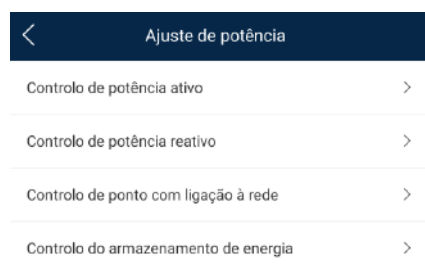 Ajuste de potência
Controlo de potência ativo
Controlo de potência reativo
Controlo de ponto com ligação à rede
Controlo do armazenamento de energia